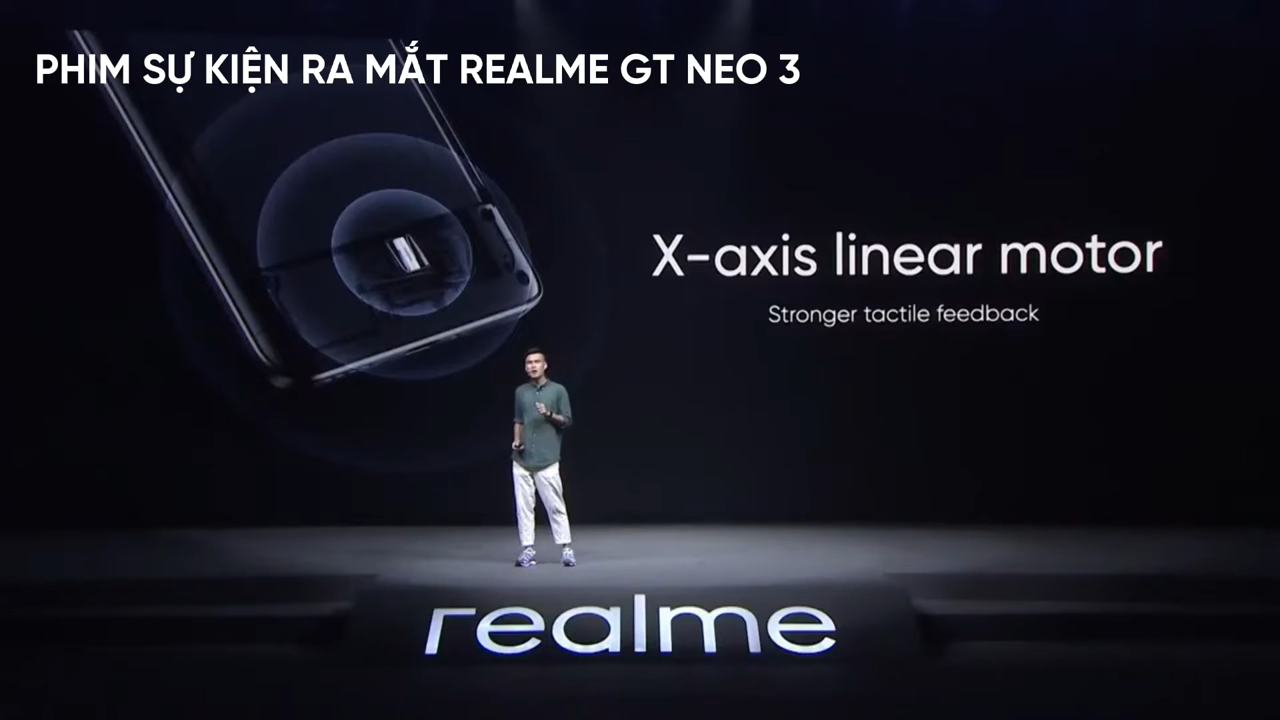 PHIM SỰ KIỆN RA MẮT REALME GT NEO 3
X-axis linear motor
Stronger tactile feedback
realme